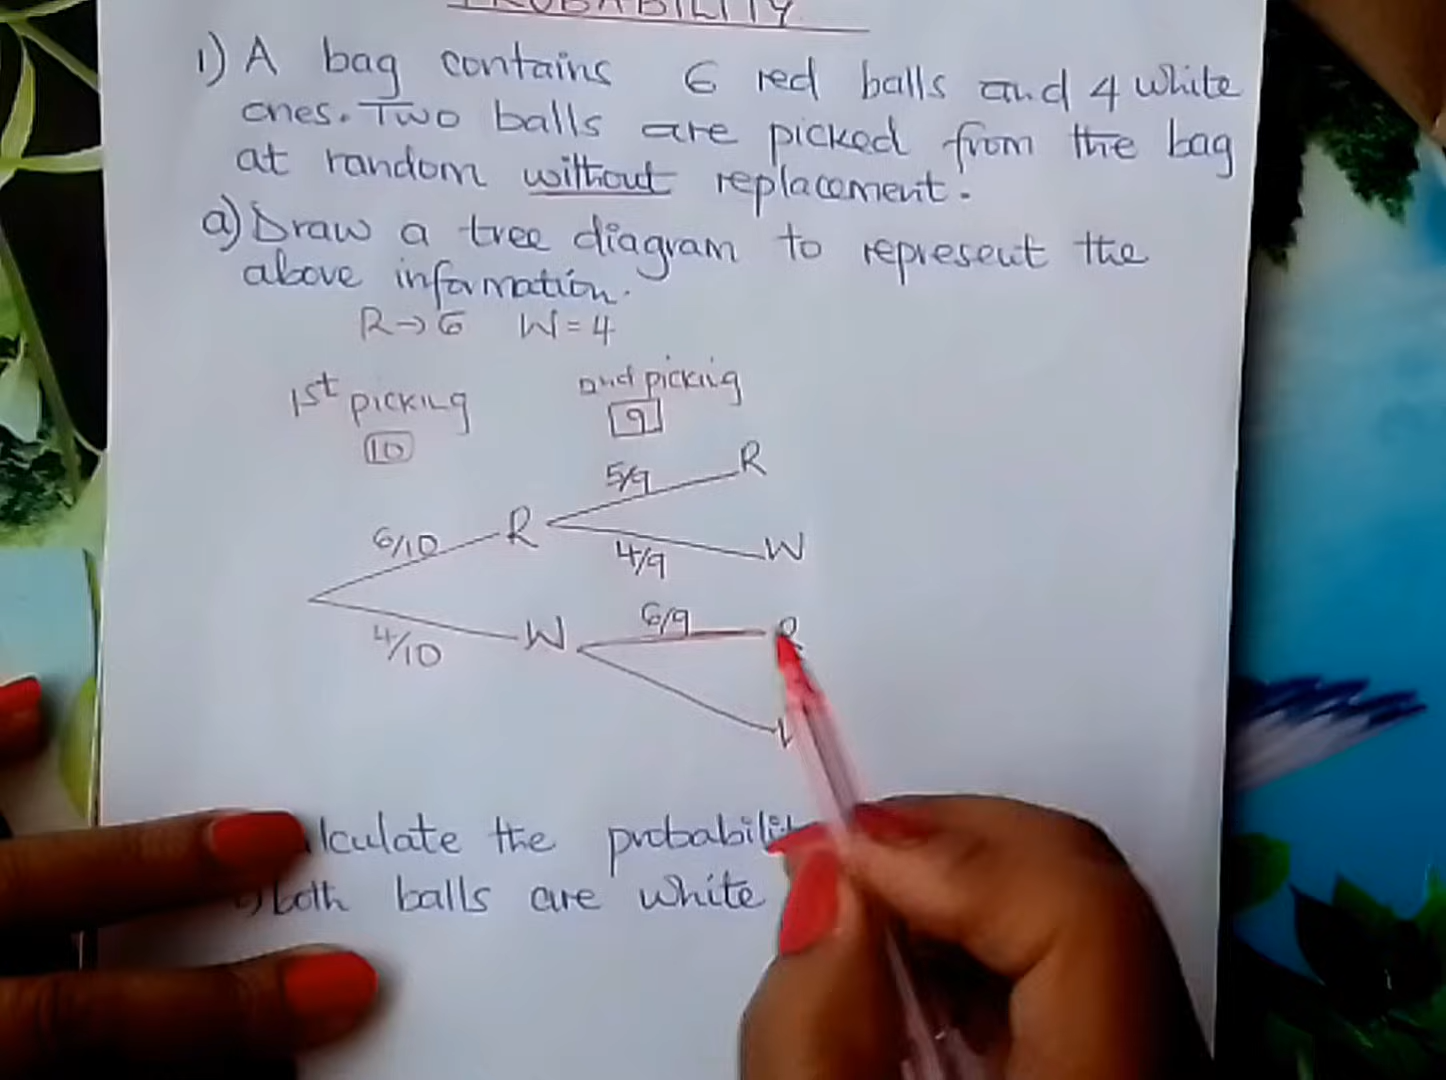 PROBABILITY
1) A bag contains 6 red balls and 4 white
ones. Two balls are picked from the bag
at random without replacement.
a) Draw a tree diagram to represent the
above information.
R→6 W=4
1st picking
picking
10
9
5/9 R
6/10 R
4/9 W
4/10 W
6/9 R
lculate the
both balls are white